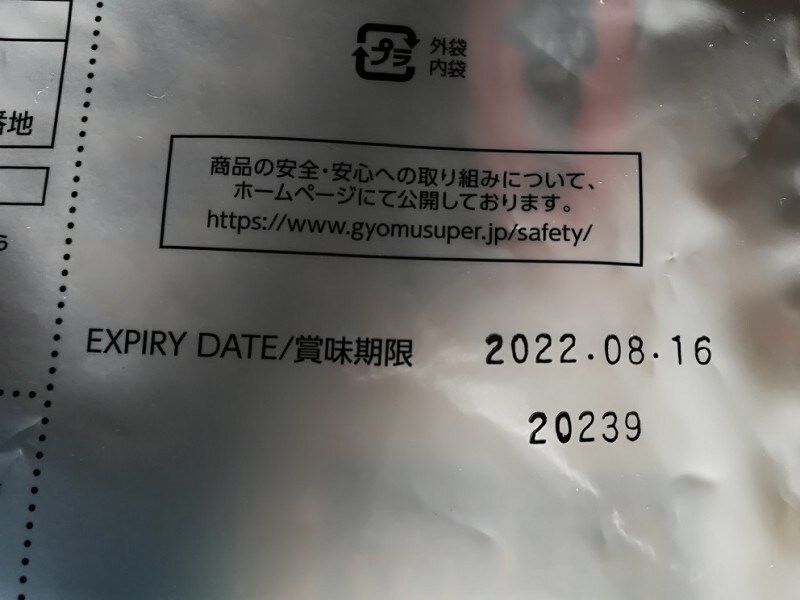 プラ
外袋
内袋
番地
商品の安全・安心への取り組みについて、
ホームページにて公開しております。
https://www.gyomusuper.jp/safety/
ら
EXPIRY DATE/賞味期限
2022.08.16
20239